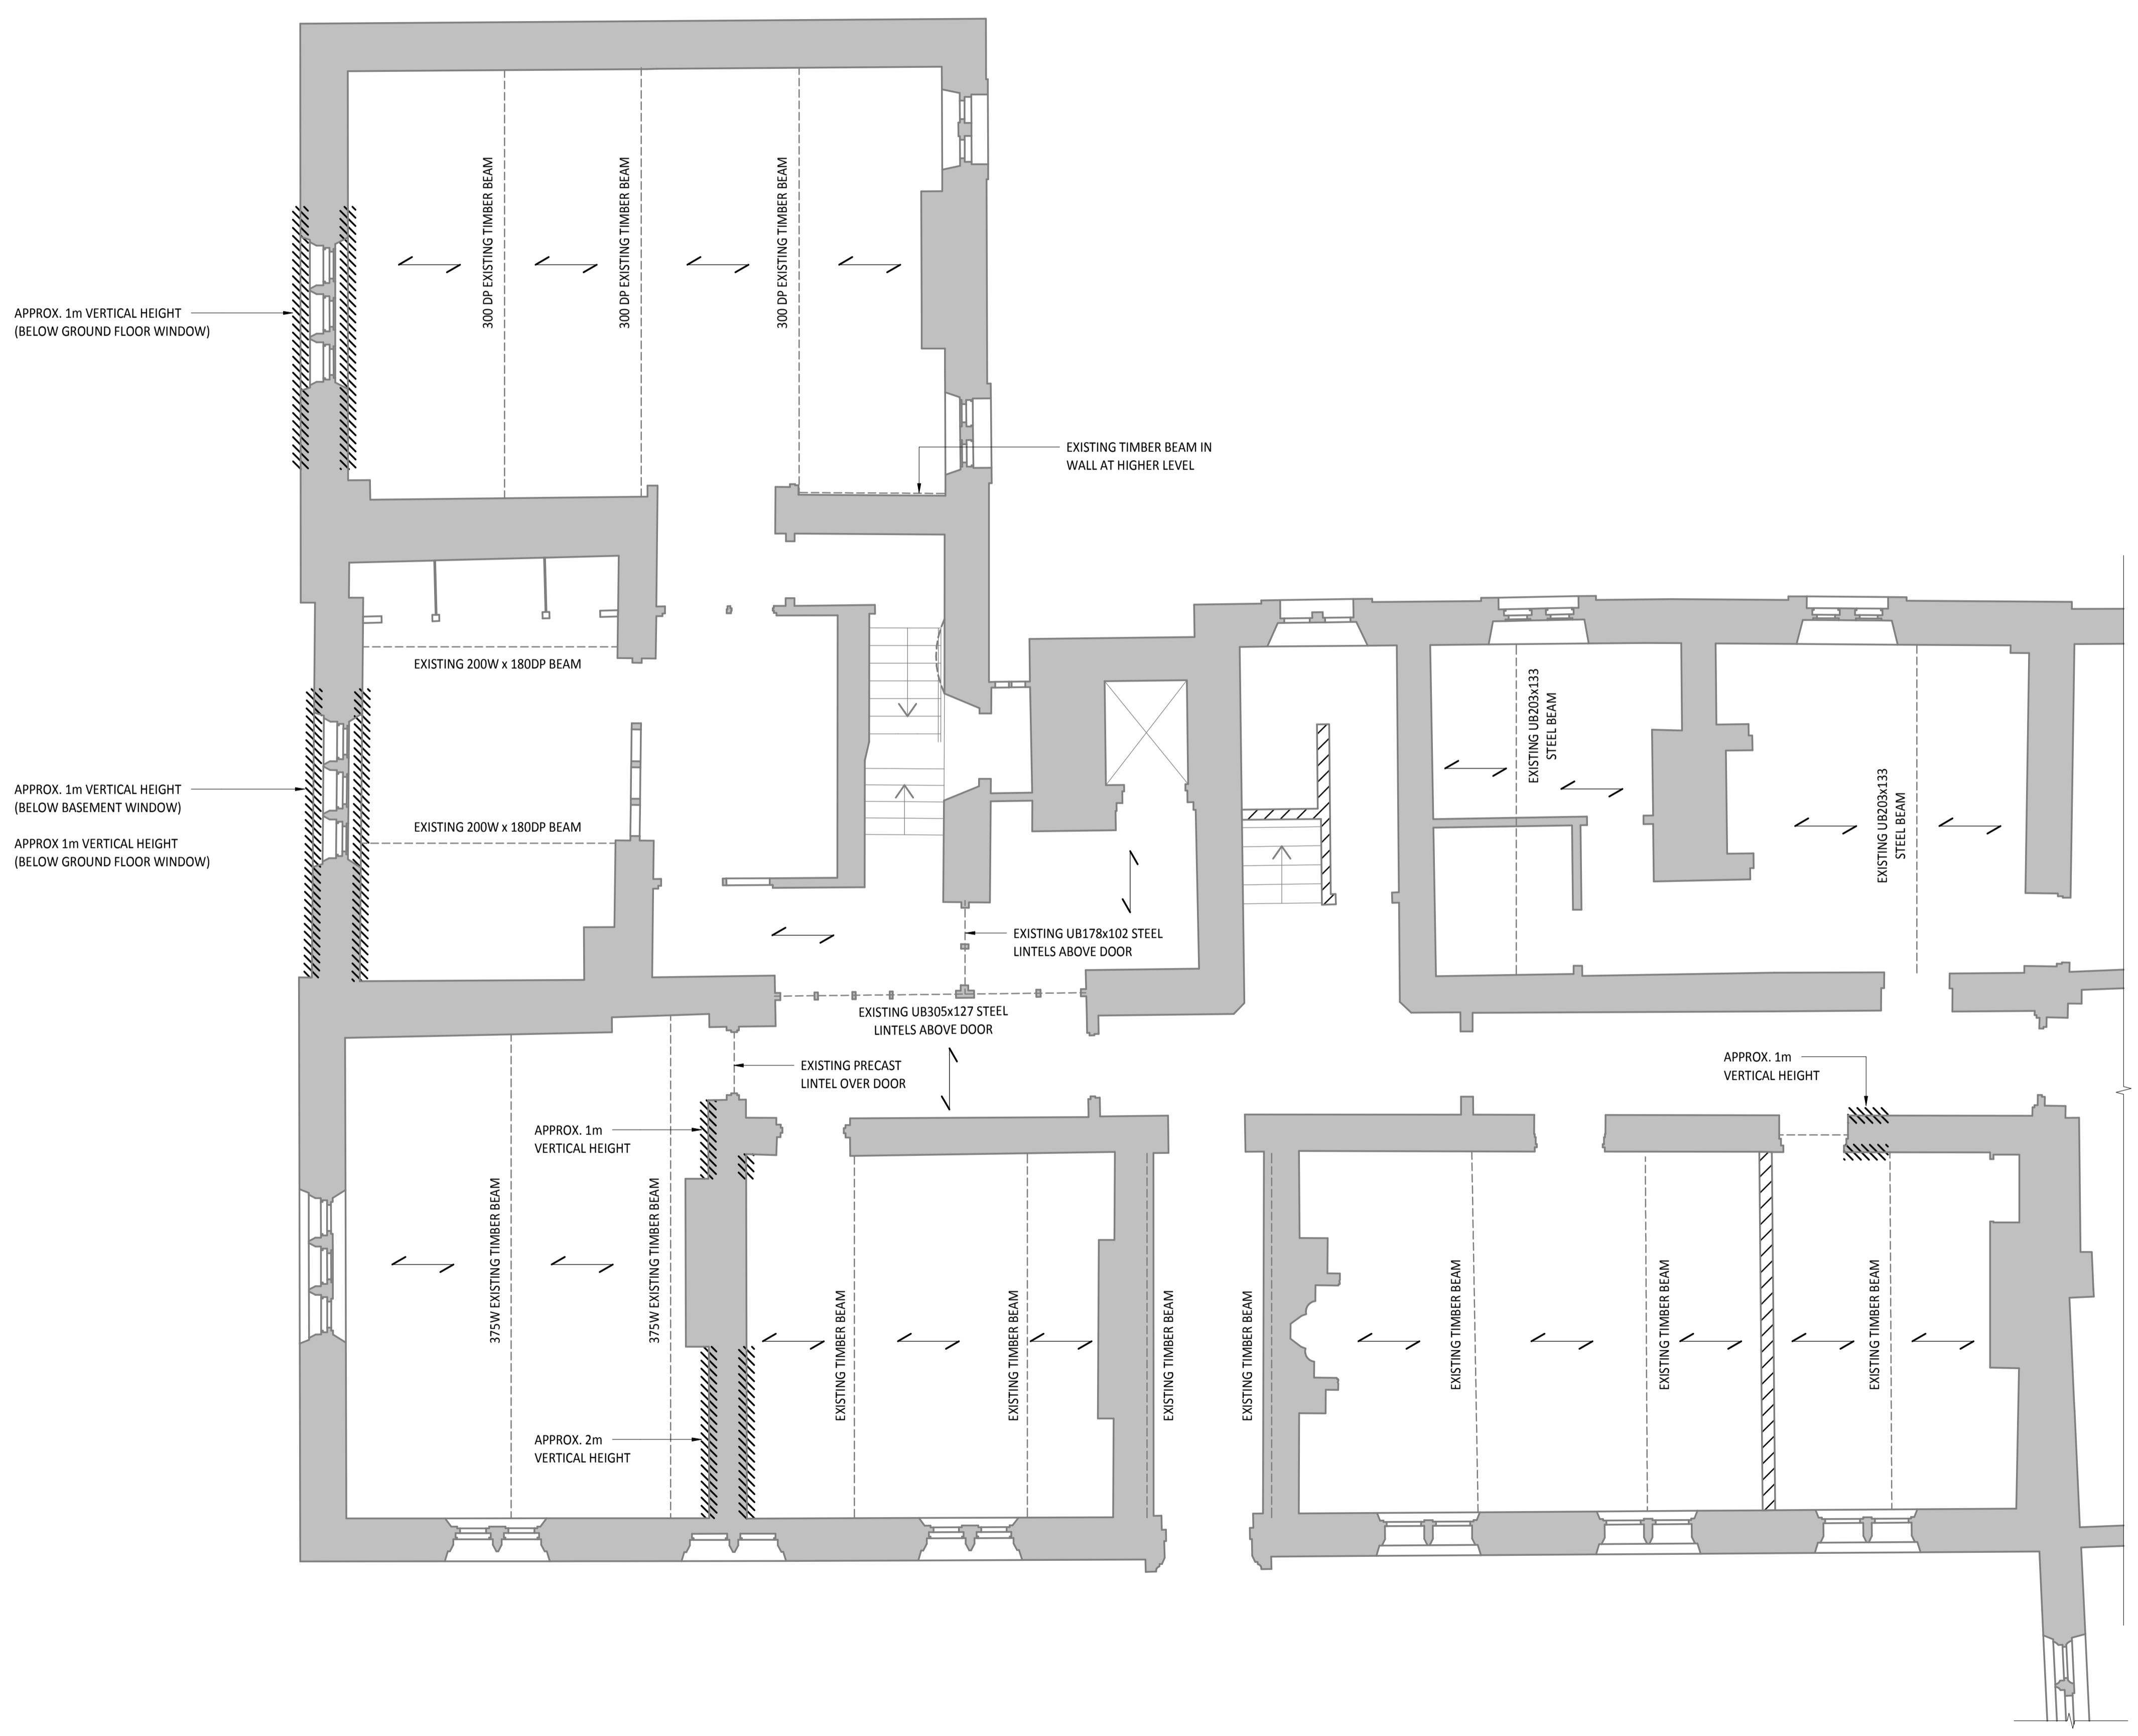 300 DP EXISTING TIMBER BEAM
300 DP EXISTING TIMBER BEAM
300 DP EXISTING TIMBER BEAM
APPROX. 1m VERTICAL HEIGHT
(BELOW GROUND FLOOR WINDOW)
EXISTING TIMBER BEAM IN
WALL AT HIGHER LEVEL
EXISTING 200W x 180DP BEAM
EXISTING UB203x133
STEEL BEAM
EXISTING UB203x133
STEEL BEAM
APPROX. 1m VERTICAL HEIGHT
(BELOW BASEMENT WINDOW)
APPROX 1m VERTICAL HEIGHT
(BELOW GROUND FLOOR WINDOW)
EXISTING 200W x 180DP BEAM
EXISTING UB178x102 STEEL
LINTELS ABOVE DOOR
EXISTING UB305x127 STEEL
LINTELS ABOVE DOOR
EXISTING PRECAST
LINTEL OVER DOOR
APPROX. 1m
VERTICAL HEIGHT
APPROX. 1m
VERTICAL HEIGHT
375W EXISTING TIMBER BEAM
375W EXISTING TIMBER BEAM
EXISTING TIMBER BEAM
EXISTING TIMBER BEAM
EXISTING TIMBER BEAM
EXISTING TIMBER BEAM
EXISTING TIMBER BEAM
EXISTING TIMBER BEAM
EXISTING TIMBER BEAM
APPROX. 2m
VERTICAL HEIGHT